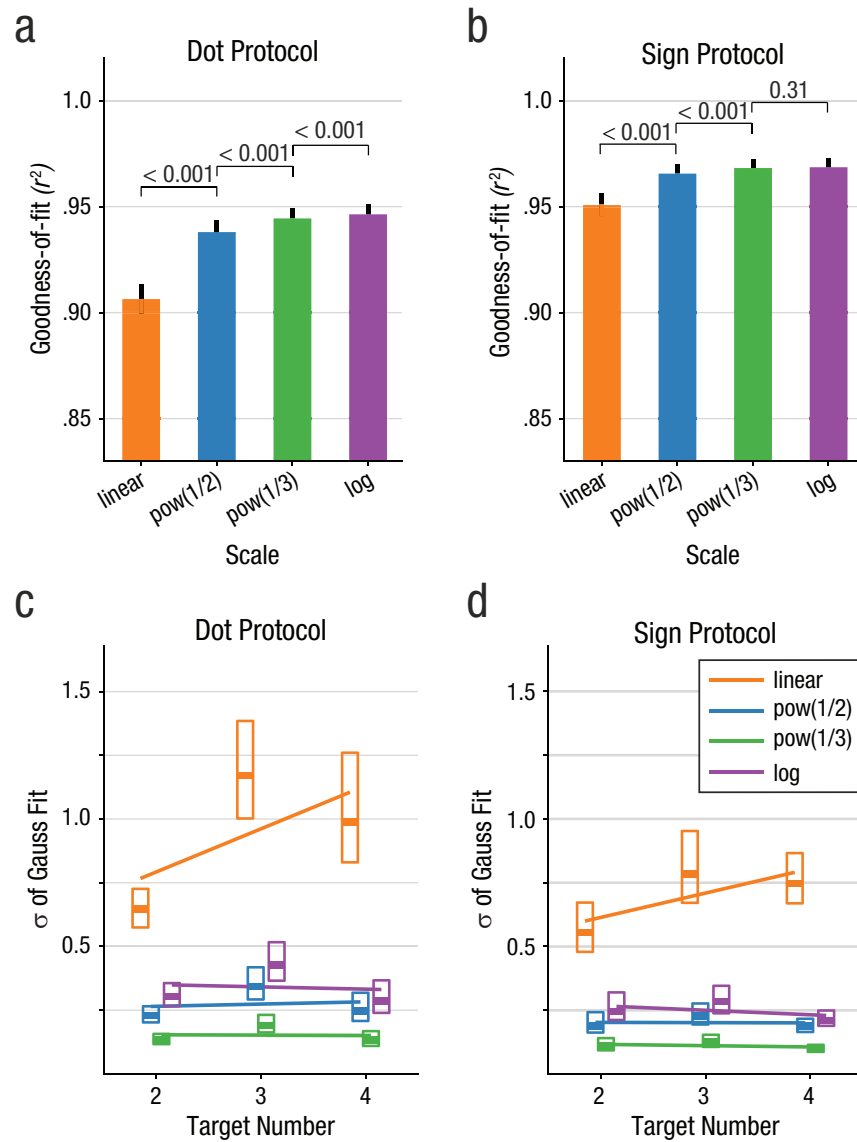 a
Dot Protocol
1.0
.95
.90
.85
Goodness-of-fit (r²)
< 0.001
< 0.001
< 0.001
linear
pow(1/2)
pow(1/3)
log
Scale
b
Sign Protocol
1.0
.95
.90
.85
Goodness-of-fit (r²)
< 0.001
< 0.001
0.31
linear
pow(1/2)
pow(1/3)
log
Scale
c
Dot Protocol
1.5
1.0
0.5
σ of Gauss Fit
2
3
4
Target Number
d
Sign Protocol
1.5
1.0
0.5
σ of Gauss Fit
linear
pow(1/2)
pow(1/3)
log
2
3
4
Target Number